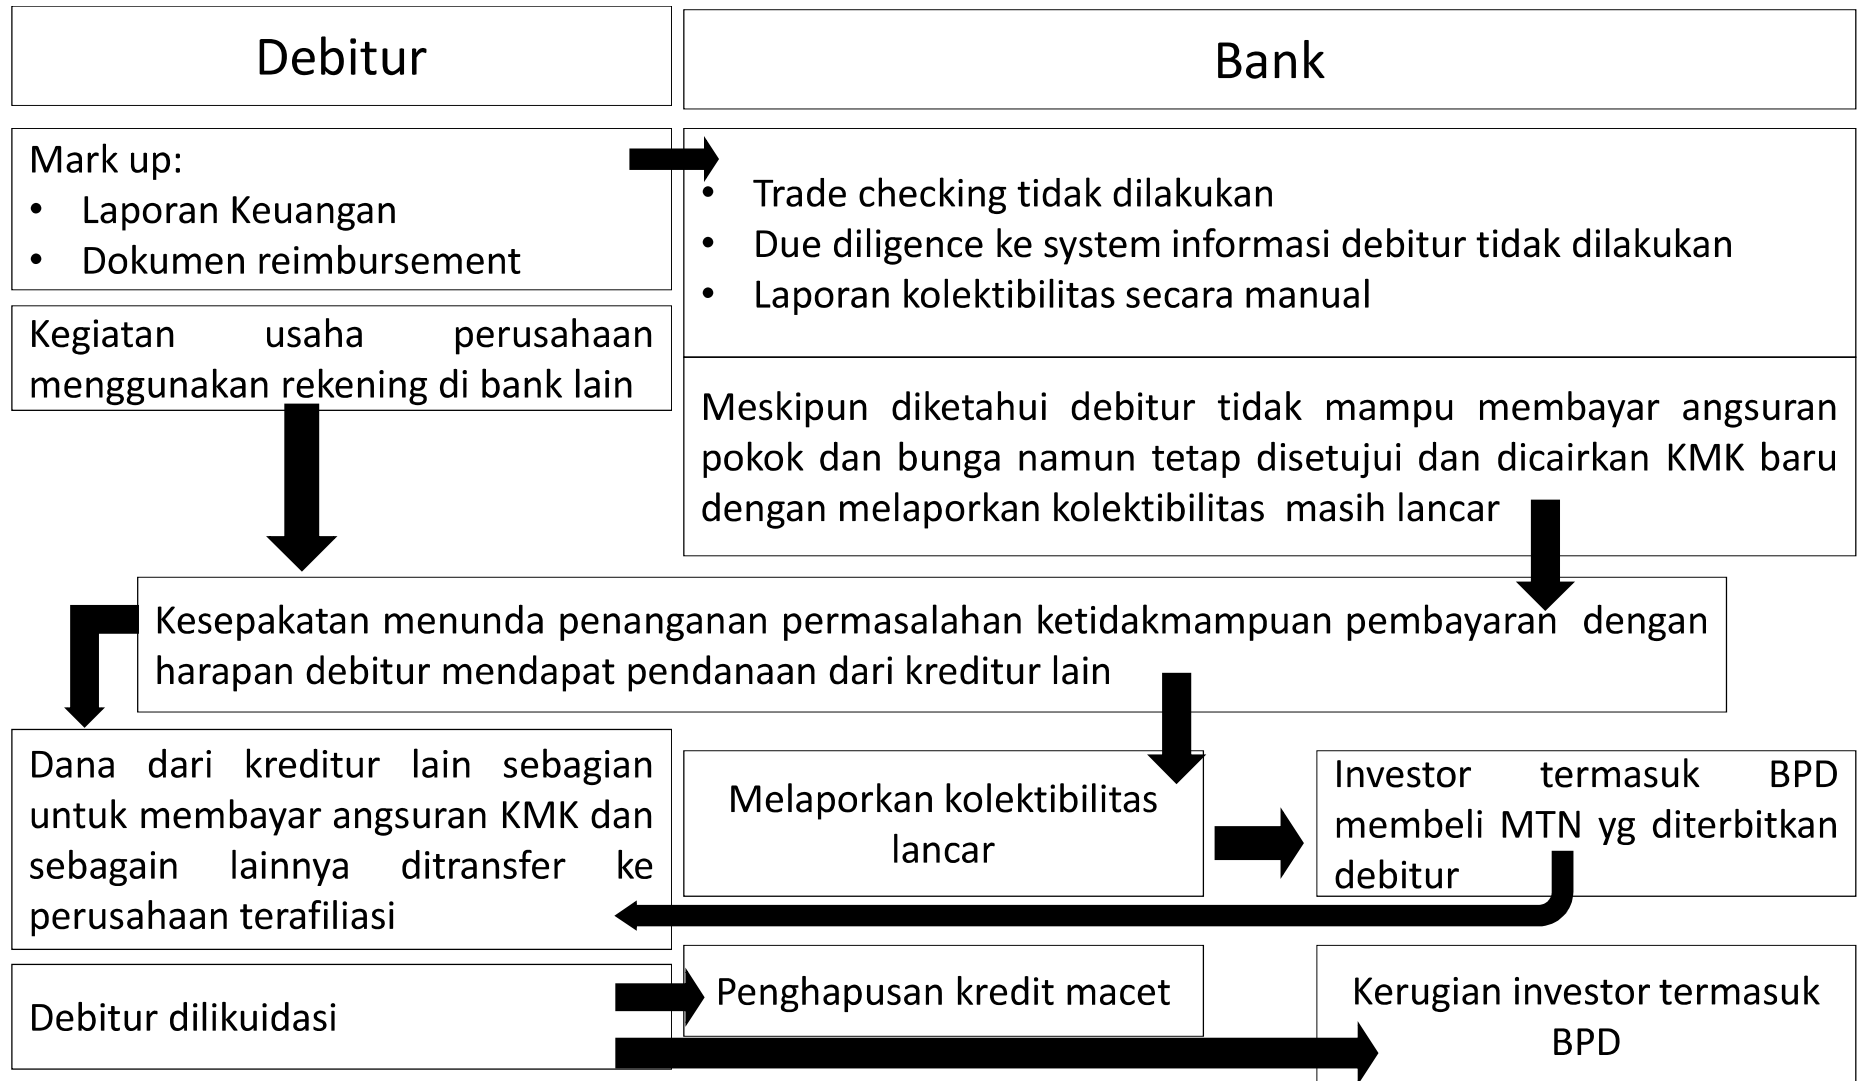 Debitur
Bank
Mark up:
• Laporan Keuangan
• Dokumen reimbursement
• Trade checking tidak dilakukan
• Due diligence ke system informasi debitur tidak dilakukan
• Laporan kolektibilitas secara manual
Kegiatan usaha perusahaan
menggunakan rekening di bank lain
Meskipun diketahui debitur tidak mampu membayar angsuran
pokok dan bunga namun tetap disetujui dan dicairkan KMK baru
dengan melaporkan kolektibilitas masih lancar
Kesepakatan menunda penanganan permasalahan ketidakmampuan pembayaran dengan
harapan debitur mendapat pendanaan dari kreditur lain
Dana dari kreditur lain sebagian
untuk membayar angsuran KMK dan
sebagain lainnya ditransfer ke
perusahaan terafiliasi
Melaporkan kolektibilitas
lancar
Investor termasuk BPD
membeli MTN yg diterbitkan
debitur
Debitur dilikuidasi
Penghapusan kredit macet
Kerugian investor termasuk
BPD